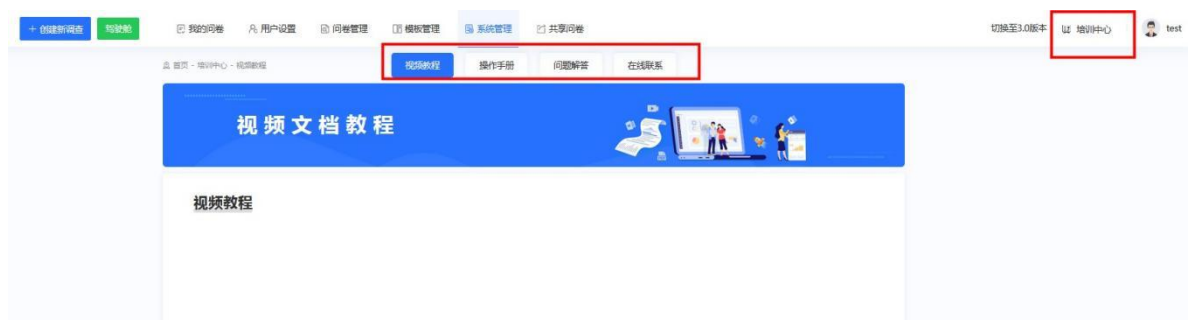 + 创建新调查 驾驶舱 我的问卷 用户设置 问卷管理 模板管理 系统管理 共享问卷 切换至3.0版本 培训中心 test
首页 - 培训中心 - 视频教程 视频教程 操作手册 问题解答 在线联系
视频文档教程
视频教程